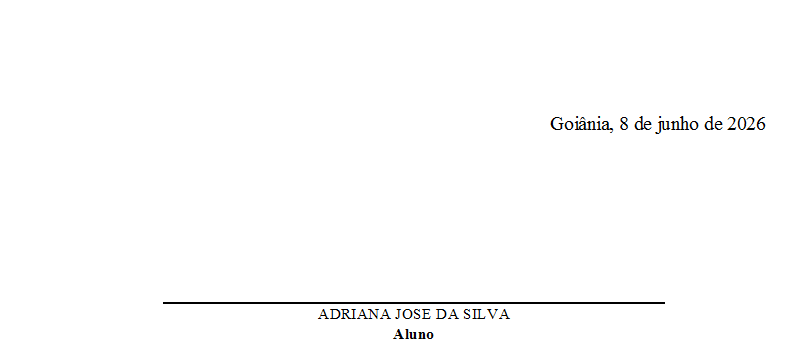 Goiânia, 8 de junho de 2026
ADRIANA JOSE DA SILVA
Aluno